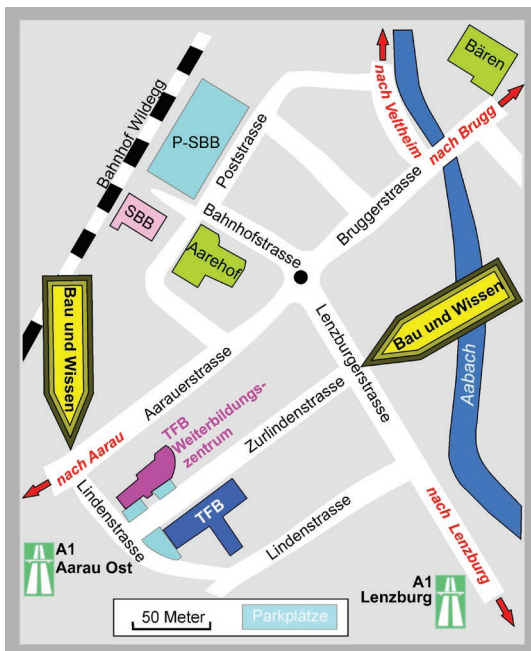 Bären
nach Veltheim
nach Brugg
Bahnhof Wildegg
P-SBB
Poststrasse
SBB
Bahnhofstrasse
Bruggerstrasse
Aarehof
Bau und Wissen
Bau und Wissen
Aabach
Lenzburgerstrasse
Aarauerstrasse
TFB
Weiterbildungs-
zentrum
Zurlindenstrasse
nach Aarau
Lindenstrasse
TFB
Lindenstrasse
nach Lenzburg
A1
Aarau Ost
A1
Lenzburg
50 Meter
Parkplätze